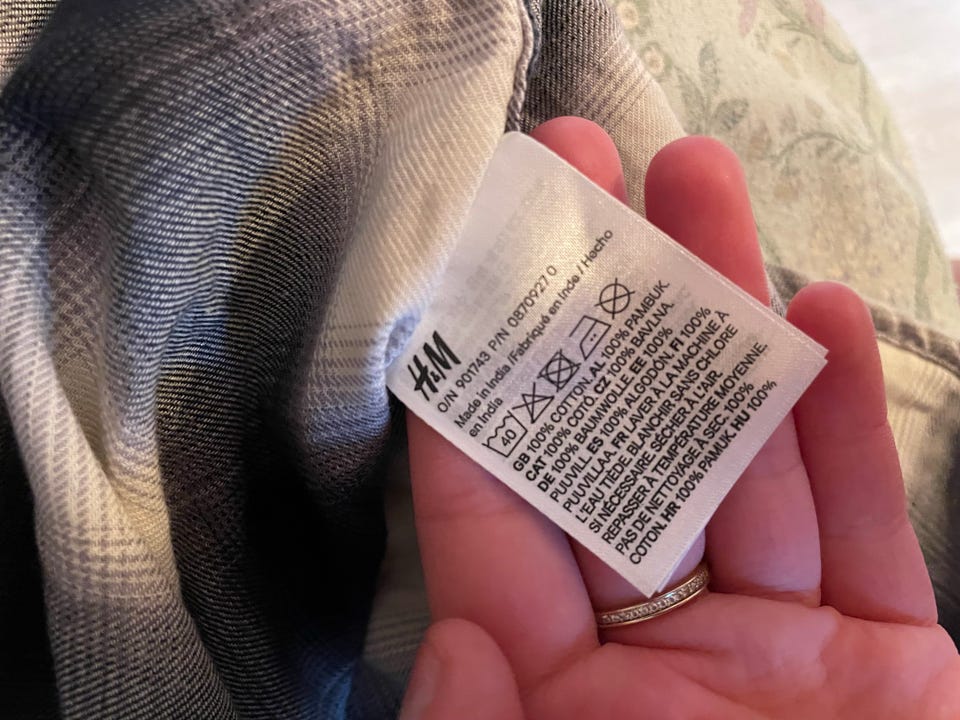 H&M
O/N 901743 P/N 0870927 0
Made in India /Fabriqué en Inde / Hecho
en India
40
GB 100% COTTON. AL 100% PAMBUK
CAT 100% COTÓ. CZ 100% BAVLNA.
DE 100% BAUMWOLLE EE 100%
PUUVILL ES 100% ALGODÓN. FI 100%
PUUVILLAA. FR LAVER À LA MACHINE À
L'EAU TIÈDE. BLANCHIR SANS CHLORE
SI NÉCESSAIRE. SÉCHER À L'AIR.
REPASSER À TEMPÉRATURE MOYENNE.
PAS DE NETTOYAGE À SEC. 100%
COTON. HR 100% PAMUK. HU 100%